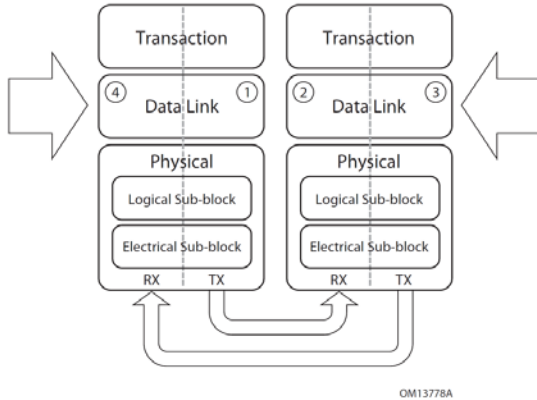 Transaction
Transaction
4
Data Link
1
2
Data Link
3
Physical
Physical
Logical Sub-block
Logical Sub-block
Electrical Sub-block
Electrical Sub-block
RX
TX
RX
TX
OM13778A